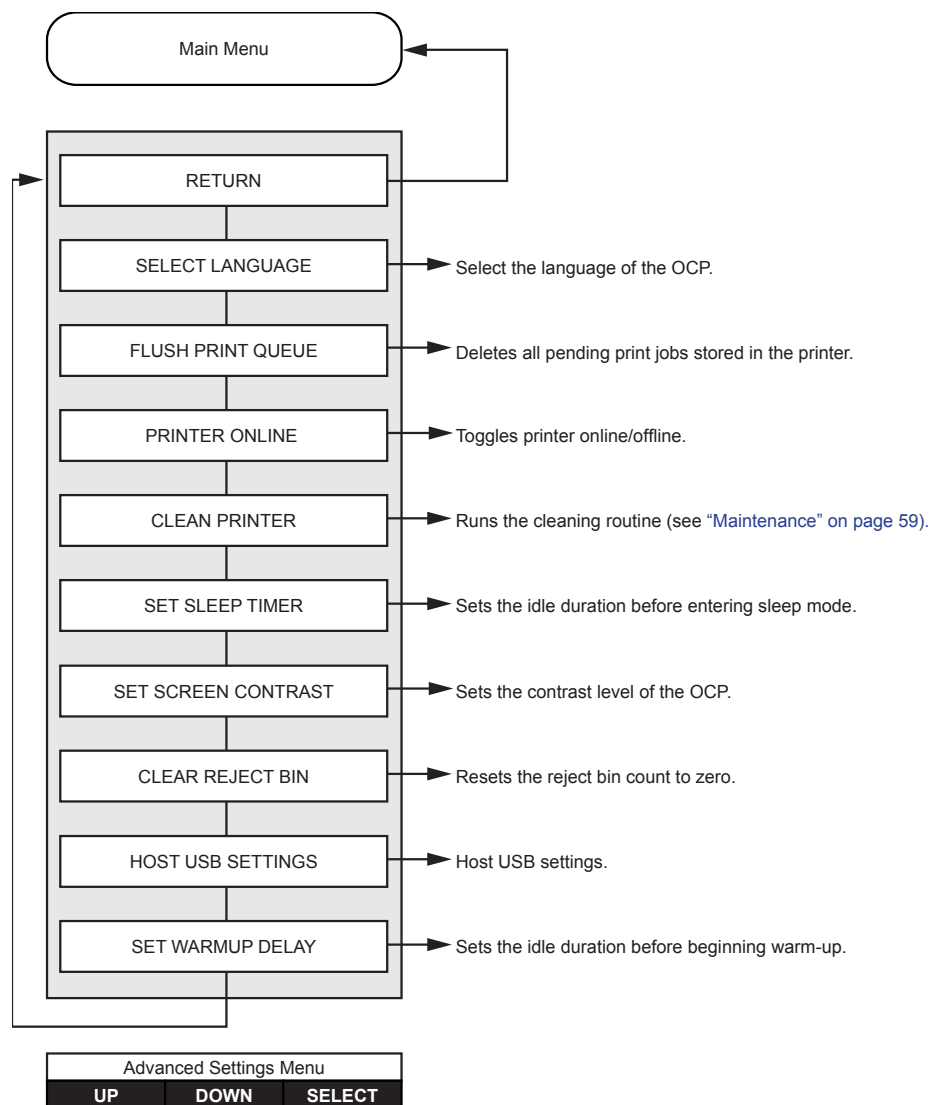 Main Menu
RETURN
SELECT LANGUAGE
Select the language of the OCP.
FLUSH PRINT QUEUE
Deletes all pending print jobs stored in the printer.
PRINTER ONLINE
Toggles printer online/offline.
CLEAN PRINTER
Runs the cleaning routine (see “Maintenance” on page 59).
SET SLEEP TIMER
Sets the idle duration before entering sleep mode.
SET SCREEN CONTRAST
Sets the contrast level of the OCP.
CLEAR REJECT BIN
Resets the reject bin count to zero.
HOST USB SETTINGS
Host USB settings.
SET WARMUP DELAY
Sets the idle duration before beginning warm-up.
Advanced Settings Menu
UP DOWN SELECT